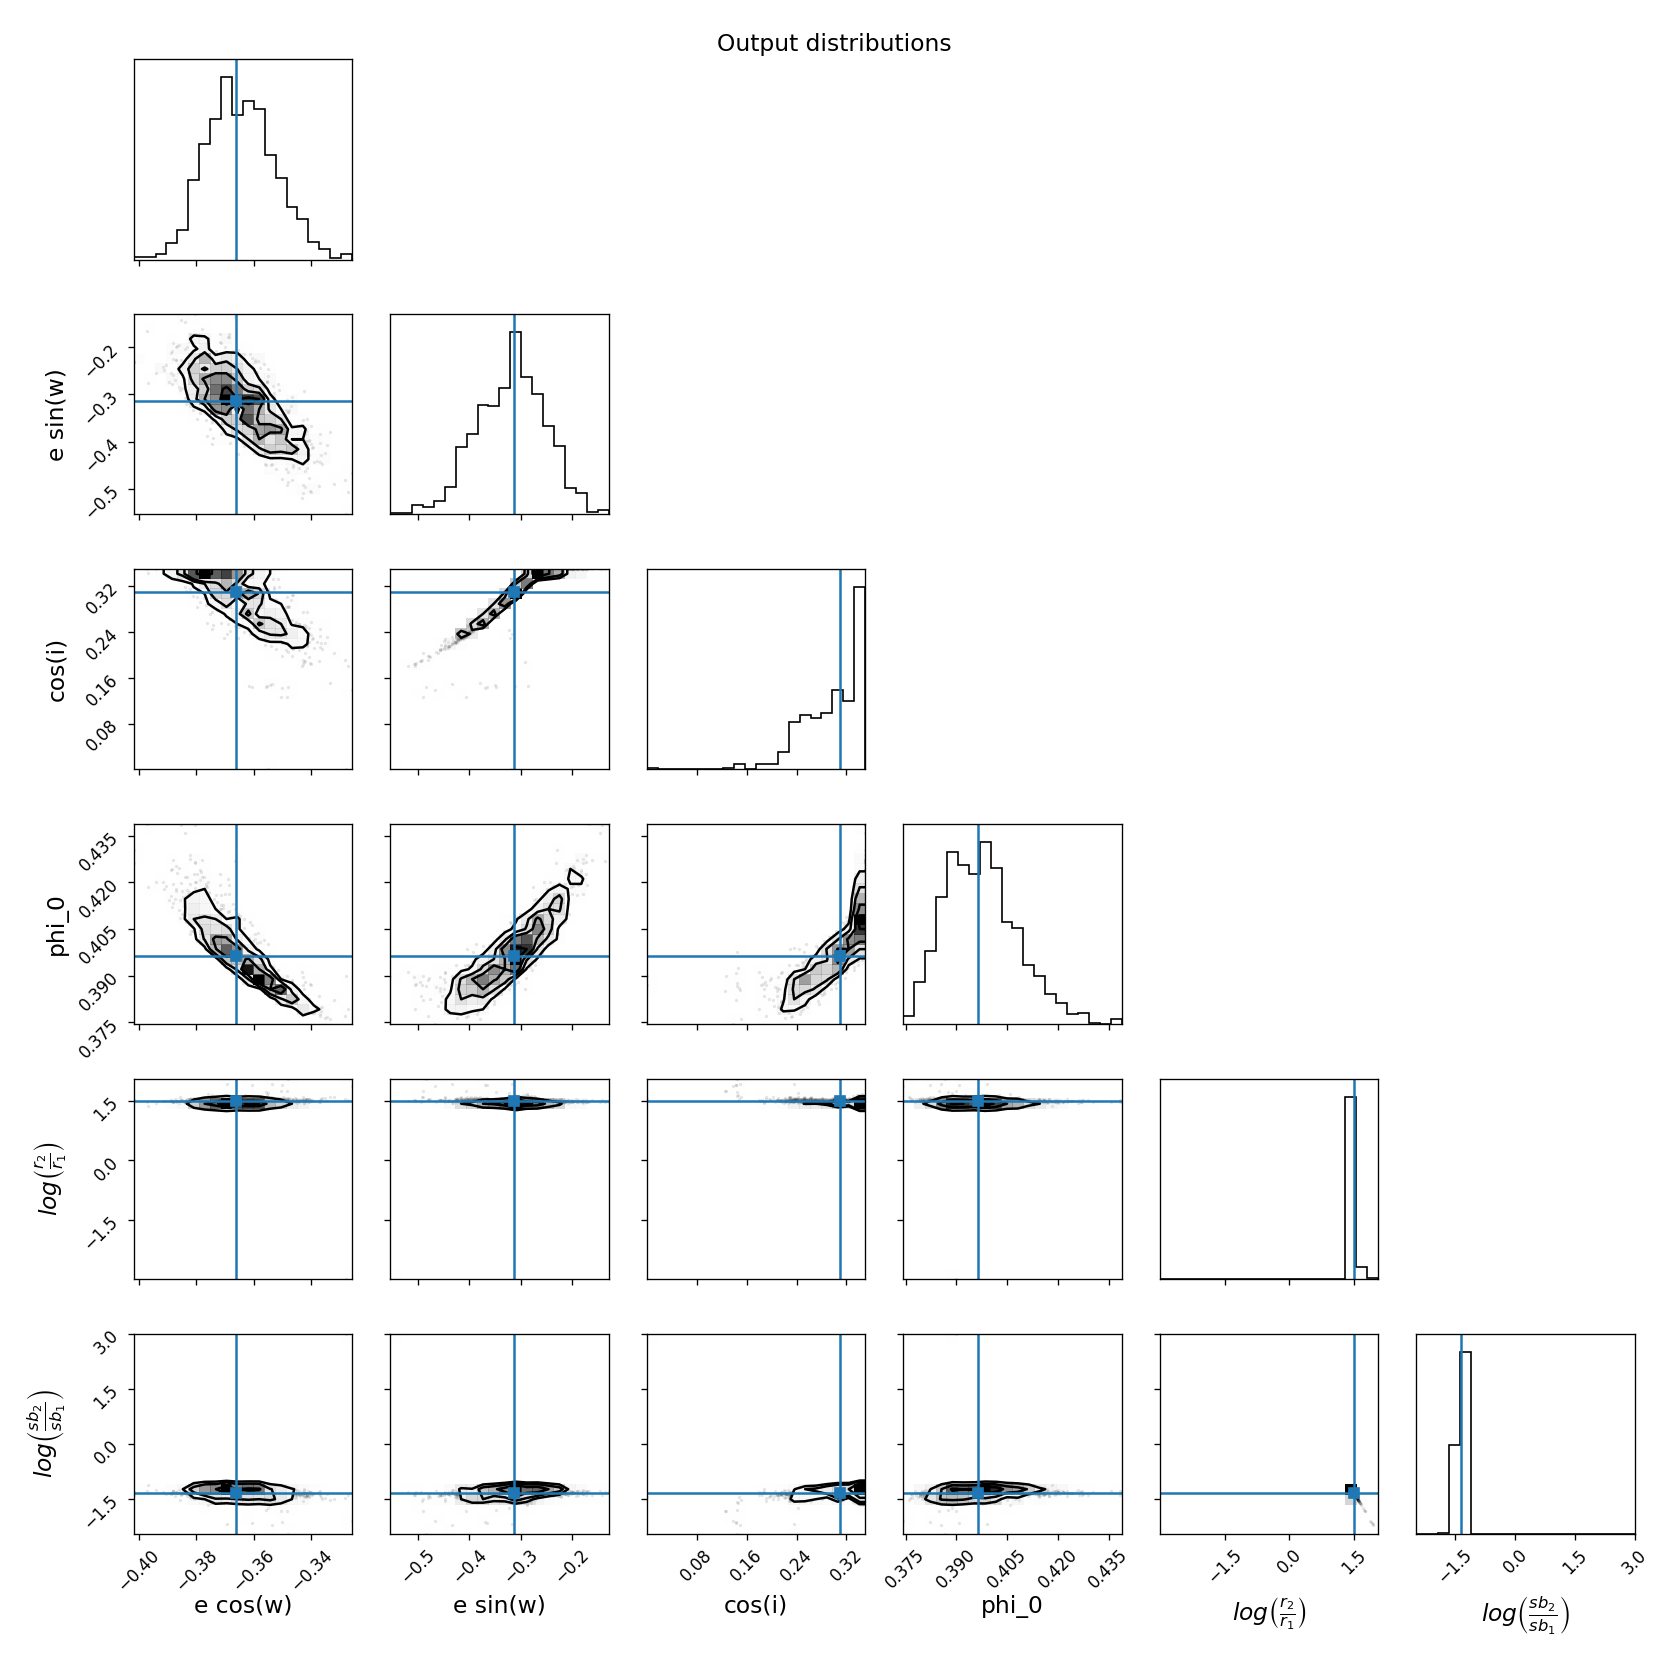 Output distributions
e sin(w)
−0.2
−0.3
−0.4
−0.5
cos(i)
0.32
0.24
0.16
0.08
phi_0
0.435
0.420
0.405
0.390
0.375
log(r₂/r₁)
1.5
0.0
−1.5
log(sb₂/sb₁)
3.0
1.5
0.0
−1.5
−0.40 −0.38 −0.36 −0.34
e cos(w)
−0.5 −0.4 −0.3 −0.2
e sin(w)
0.08 0.16 0.24 0.32
cos(i)
0.375 0.390 0.405 0.420 0.435
phi_0
−1.5 0.0 1.5
log(r₂/r₁)
−1.5 0.0 1.5 3.0
log(sb₂/sb₁)